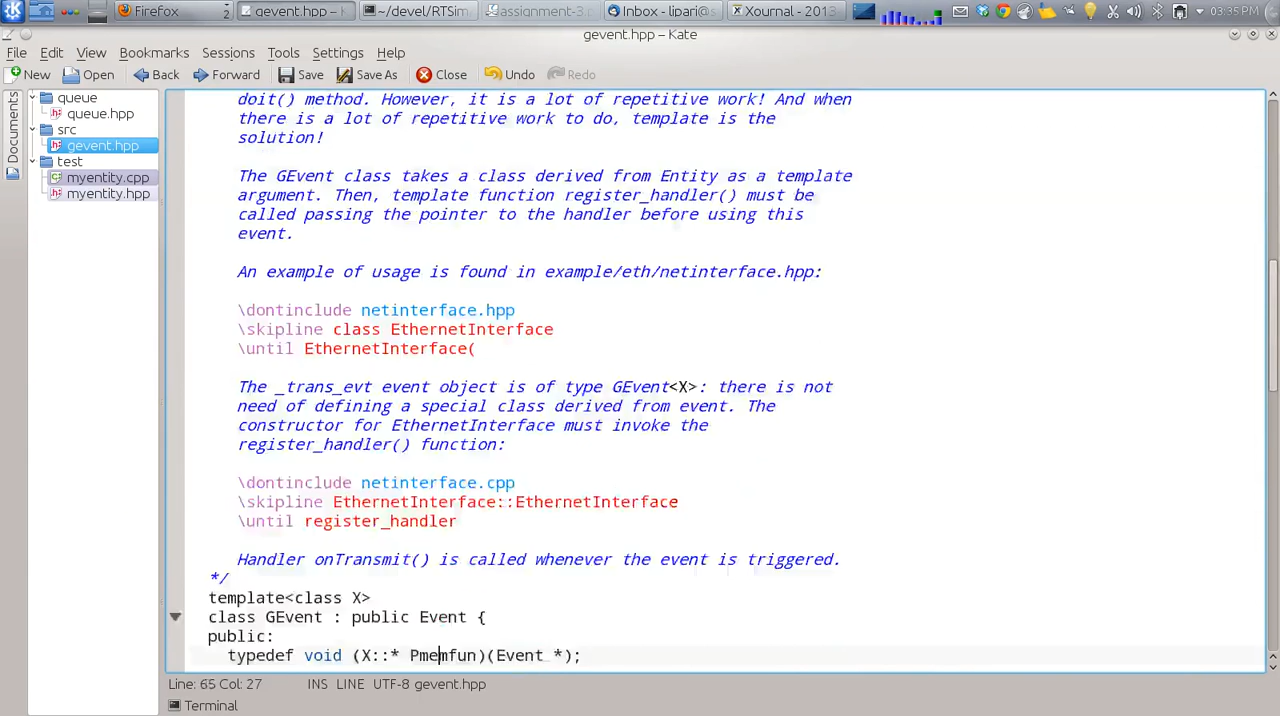 Firefox
2
gevent.hpp -
~/devel/RTSim
assignment-3.
Inbox - lipari@
Xournal - 2013
03:35 PM
gevent.hpp – Kate
File Edit View Bookmarks Sessions Tools Settings Help
New Open Back Forward Save Save As Close Undo Redo
Documents
queue
queue.hpp
src
gevent.hpp
test
myentity.cpp
myentity.hpp
doit() method. However, it is a lot of repetitive work! And when
there is a lot of repetitive work to do, template is the
solution!
The GEvent class takes a class derived from Entity as a template
argument. Then, template function register_handler() must be
called passing the pointer to the handler before using this
event.
An example of usage is found in example/eth/netinterface.hpp:
\dontinclude netinterface.hpp
\skipline class EthernetInterface
\until EthernetInterface(
The _trans_evt event object is of type GEvent<X>: there is not
need of defining a special class derived from event. The
constructor for EthernetInterface must invoke the
register_handler() function:
\dontinclude netinterface.cpp
\skipline EthernetInterface::EthernetInterface
\until register_handler
Handler onTransmit() is called whenever the event is triggered.
*/
template<class X>
class GEvent : public Event {
public:
typedef void (X::* Pmemfun)(Event *);
Line: 65 Col: 27 INS LINE UTF-8 gevent.hpp
Terminal